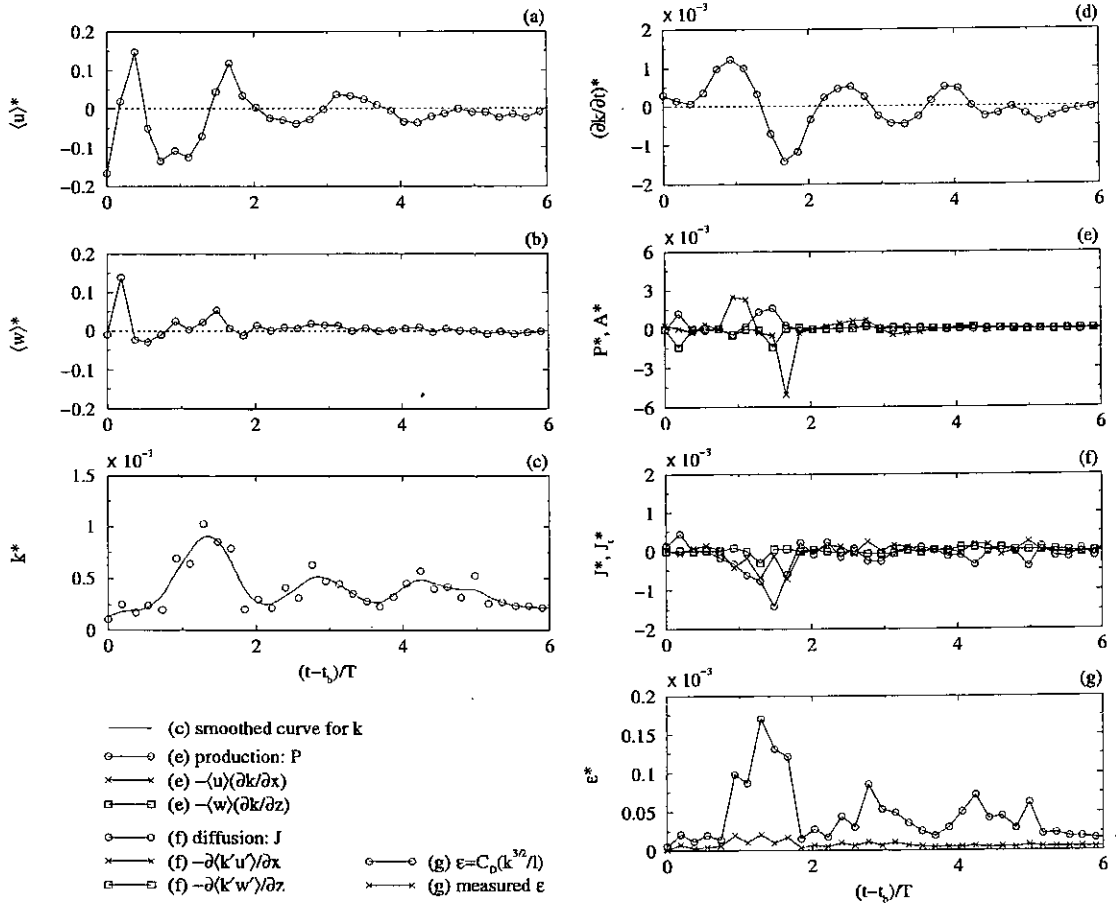 (a)
0.2
0.1
0
−0.1
−0.2
⟨u⟩*
0 2 4 6
(b)
0.2
0.1
0
−0.1
−0.2
⟨w⟩*
0 2 4 6
× 10⁻¹ (c)
1.5
1
0.5
0
k*
0 2 4 6
(t−t_b)/T
(c) smoothed curve for k
(e) production: P
(e) −⟨u⟩(∂k/∂x)
(e) −⟨w⟩(∂k/∂z)
(f) diffusion: J
(f) −∂⟨k′u′⟩/∂x
(f) −∂⟨k′w′⟩/∂z
(g) ε=C_D(k^{3/2}/l)
(g) measured ε
× 10⁻³ (d)
2
1
0
−1
−2
(∂k/∂t)*
0 2 4 6
× 10⁻³ (e)
6
3
0
−3
−6
P*, A*
0 2 4 6
× 10⁻³ (f)
2
1
0
−1
−2
J*, J_t*
0 2 4 6
× 10⁻³ (g)
0.2
0.15
0.1
0.05
0
ε*
0 2 4 6
(t−t_b)/T